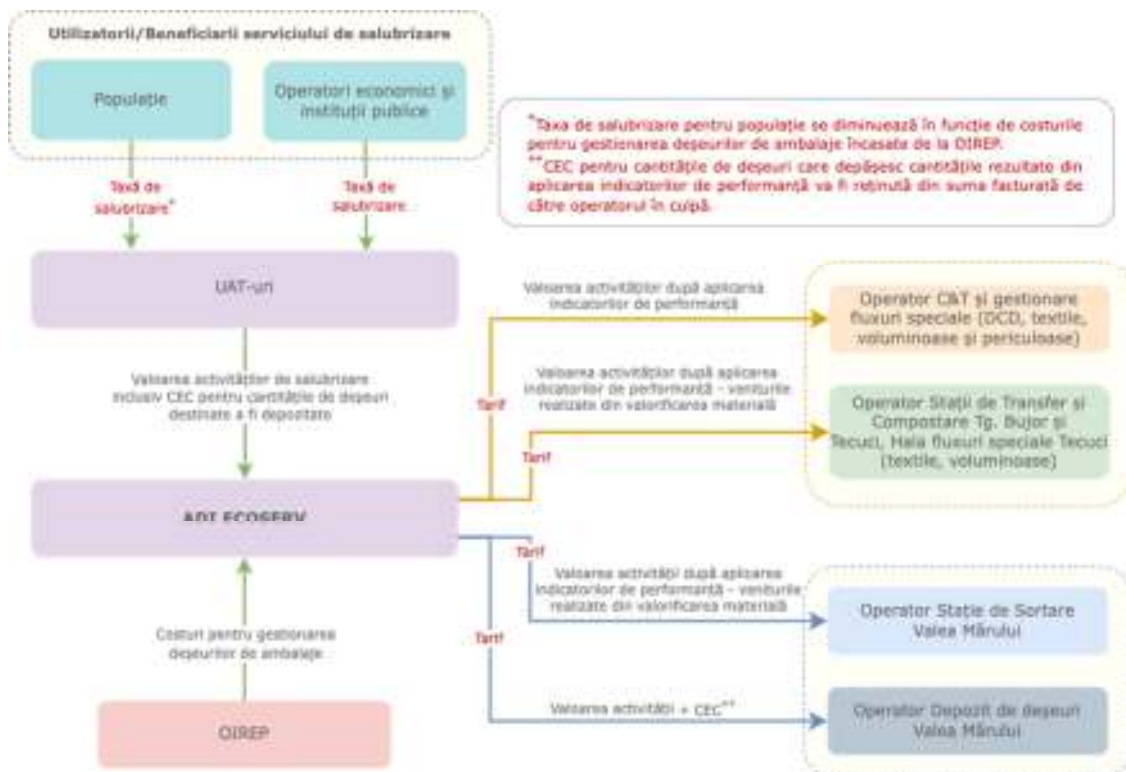 Utilizatorii/Beneficiarii serviciului de salubrizare
Populație
Operatori economici și
instituții publice
*Taxa de salubrizare pentru populație se diminuează în funcție de costurile
pentru gestionarea deșeurilor de ambalaje încasate de la OIREP.
**CEC pentru cantitățile de deșeuri care depășesc cantitățile rezultate din
aplicarea indicatorilor de performanță va fi reținută din suma facturată de
către operatorul în culpă.
Taxă de
salubrizare*
Taxă de
salubrizare
UAT-uri
Valoarea activităților după aplicarea
indicatorilor de performanță
Operator C&T și gestionare
fluxuri speciale (DCD, textile,
voluminoase și periculoase)
Valoarea activităților de salubrizare
inclusiv CEC pentru cantitățile de deșeuri
destinate a fi depozitate
Tarif
Valoarea activităților după aplicarea
indicatorilor de performanță - veniturile
realizate din valorificarea materială
Tarif
Operator Stații de Transfer și
Compostare Tg. Bujor și
Tecuci, Hala fluxuri speciale Tecuci
(textile, voluminoase)
ADI ECOSERV
Tarif
Valoarea activității după aplicarea
indicatorilor de performanță - veniturile
realizate din valorificarea materială
Operator Stație de Sortare
Valea Mărului
Costuri pentru gestionarea
deșeurilor de ambalaje
Tarif
Valoarea activității + CEC**
Operator Depozit de deșeuri
Valea Mărului
OIREP